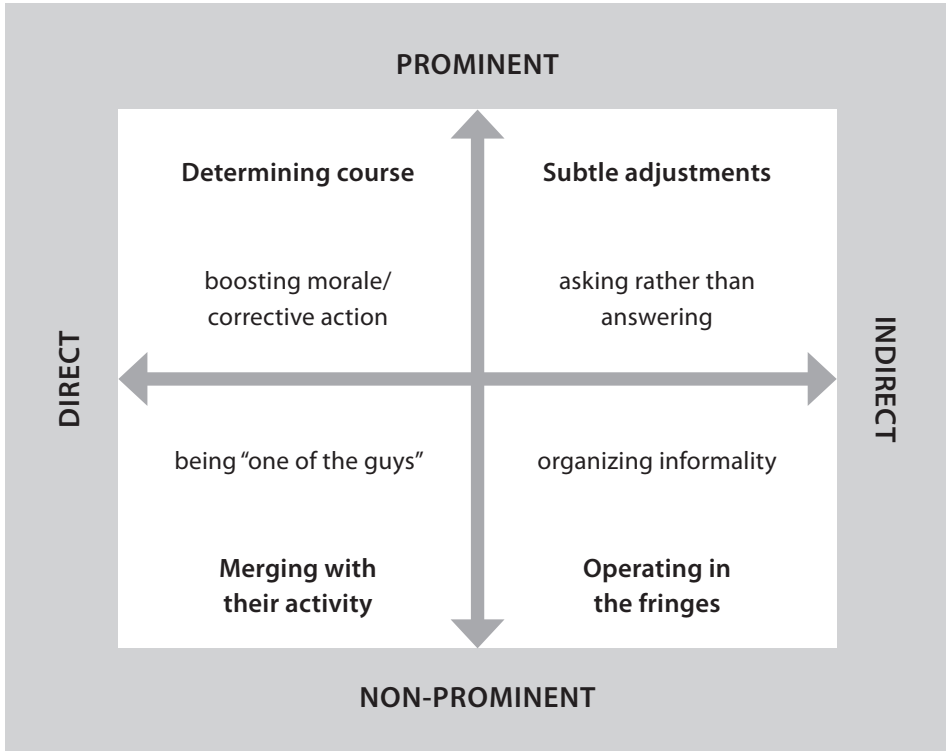 PROMINENT
Determining course
Subtle adjustments
boosting morale/
corrective action
asking rather than
answering
DIRECT
INDIRECT
being “one of the guys”
organizing informality
Merging with
their activity
Operating in
the fringes
NON-PROMINENT